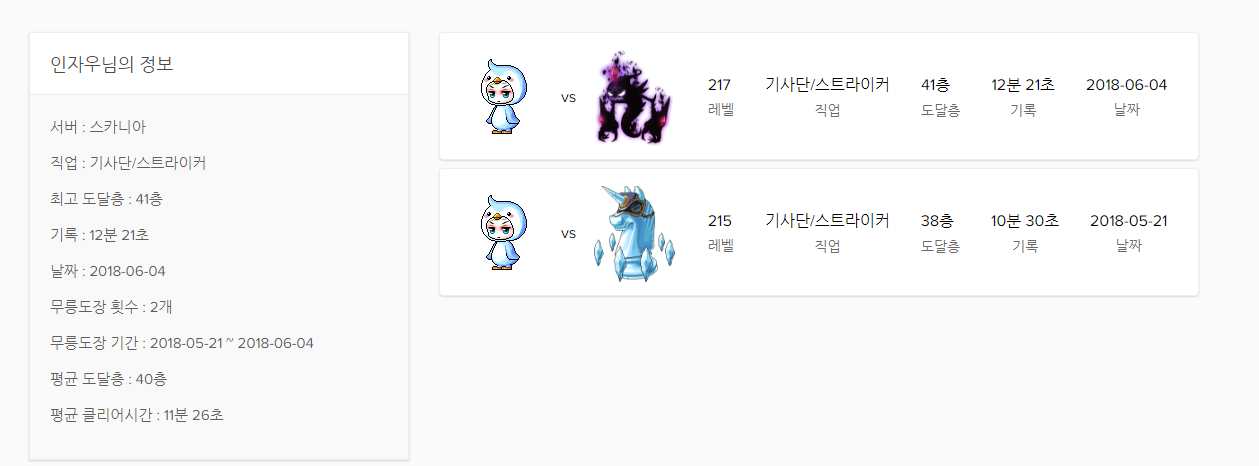 인자우님의 정보
서버 : 스카니아
직업 : 기사단/스트라이커
최고 도달층 : 41층
기록 : 12분 21초
날짜 : 2018-06-04
무릉도장 횟수 : 2개
무릉도장 기간 : 2018-05-21 ~ 2018-06-04
평균 도달층 : 40층
평균 클리어시간 : 11분 26초
vs
217 기사단/스트라이커 41층 12분 21초 2018-06-04
레벨 직업 도달층 기록 날짜
vs
215 기사단/스트라이커 38층 10분 30초 2018-05-21
레벨 직업 도달층 기록 날짜